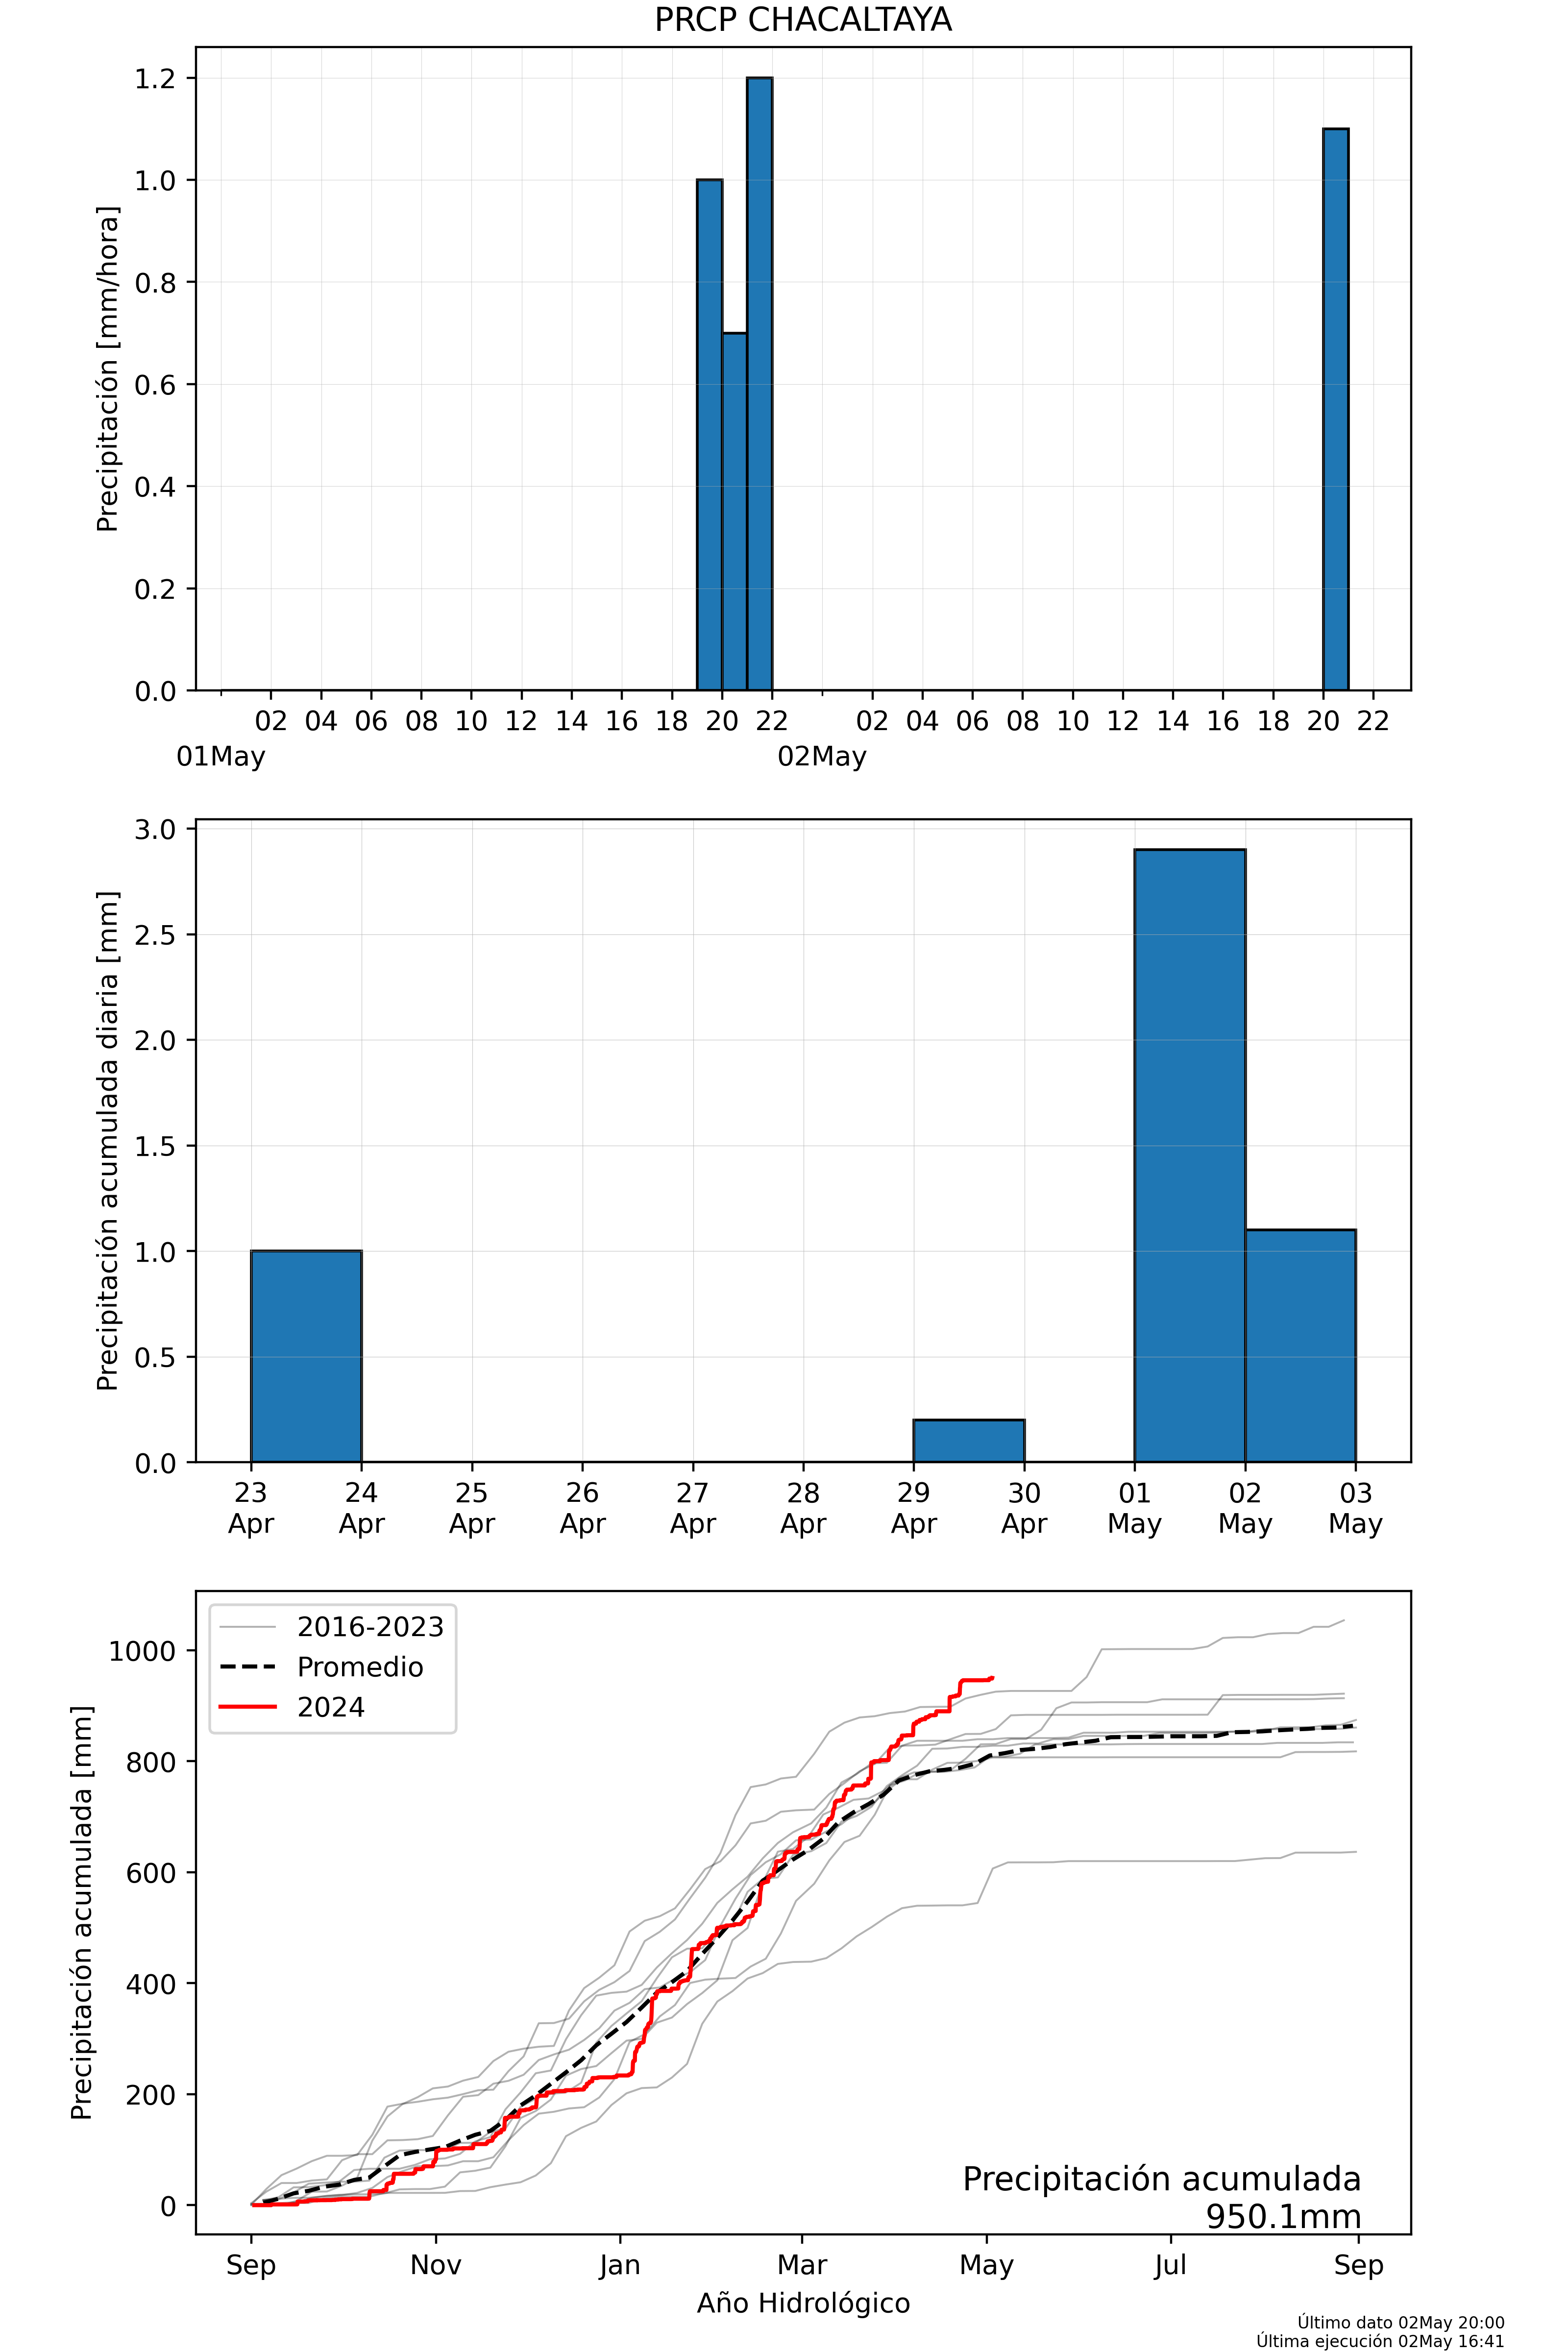 PRCP CHACALTAYA
Precipitación [mm/hora]
1.2
1.0
0.8
0.6
0.4
0.2
0.0
02 04 06 08 10 12 14 16 18 20 22 02 04 06 08 10 12 14 16 18 20 22
01May 02May
Precipitación acumulada diaria [mm]
3.0
2.5
2.0
1.5
1.0
0.5
0.0
23 24 25 26 27 28 29 30 01 02 03
Apr Apr Apr Apr Apr Apr Apr Apr May May May
Precipitación acumulada [mm]
1000
800
600
400
200
0
2016-2023
Promedio
2024
Precipitación acumulada
950.1mm
Sep Nov Jan Mar May Jul Sep
Año Hidrológico
Último dato 02May 20:00
Última ejecución 02May 16:41